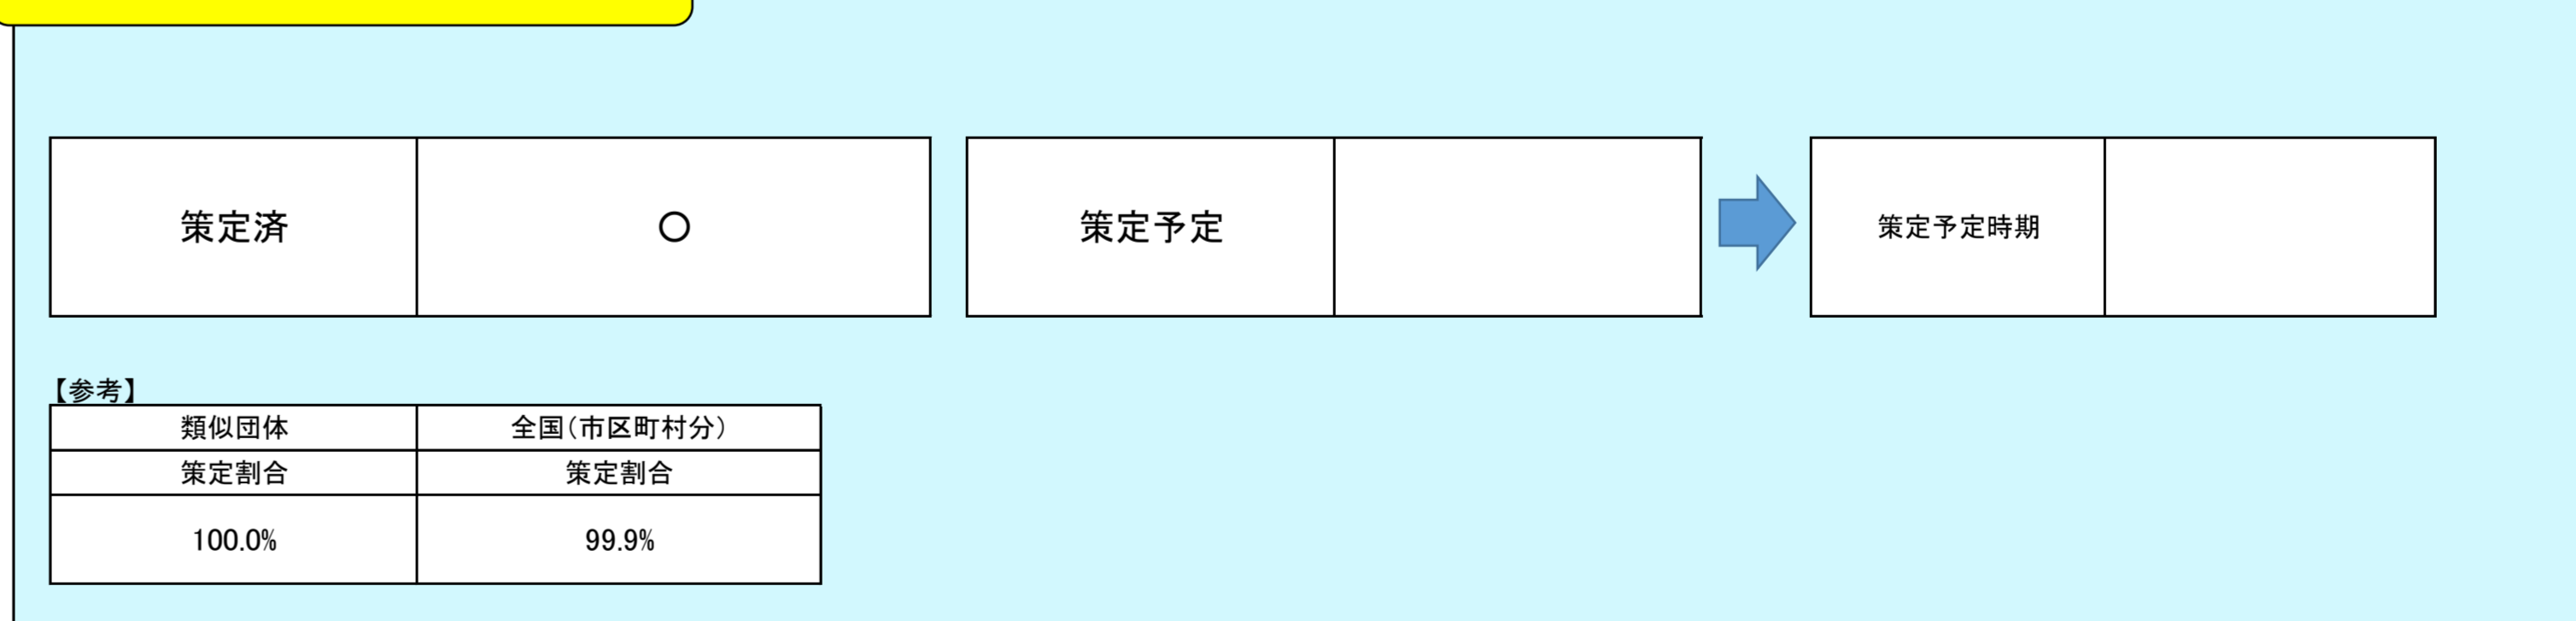 策定済 ○ 策定予定 策定予定時期
【参考】
類似団体 全国（市区町村分）
策定割合 策定割合
100.0% 99.9%